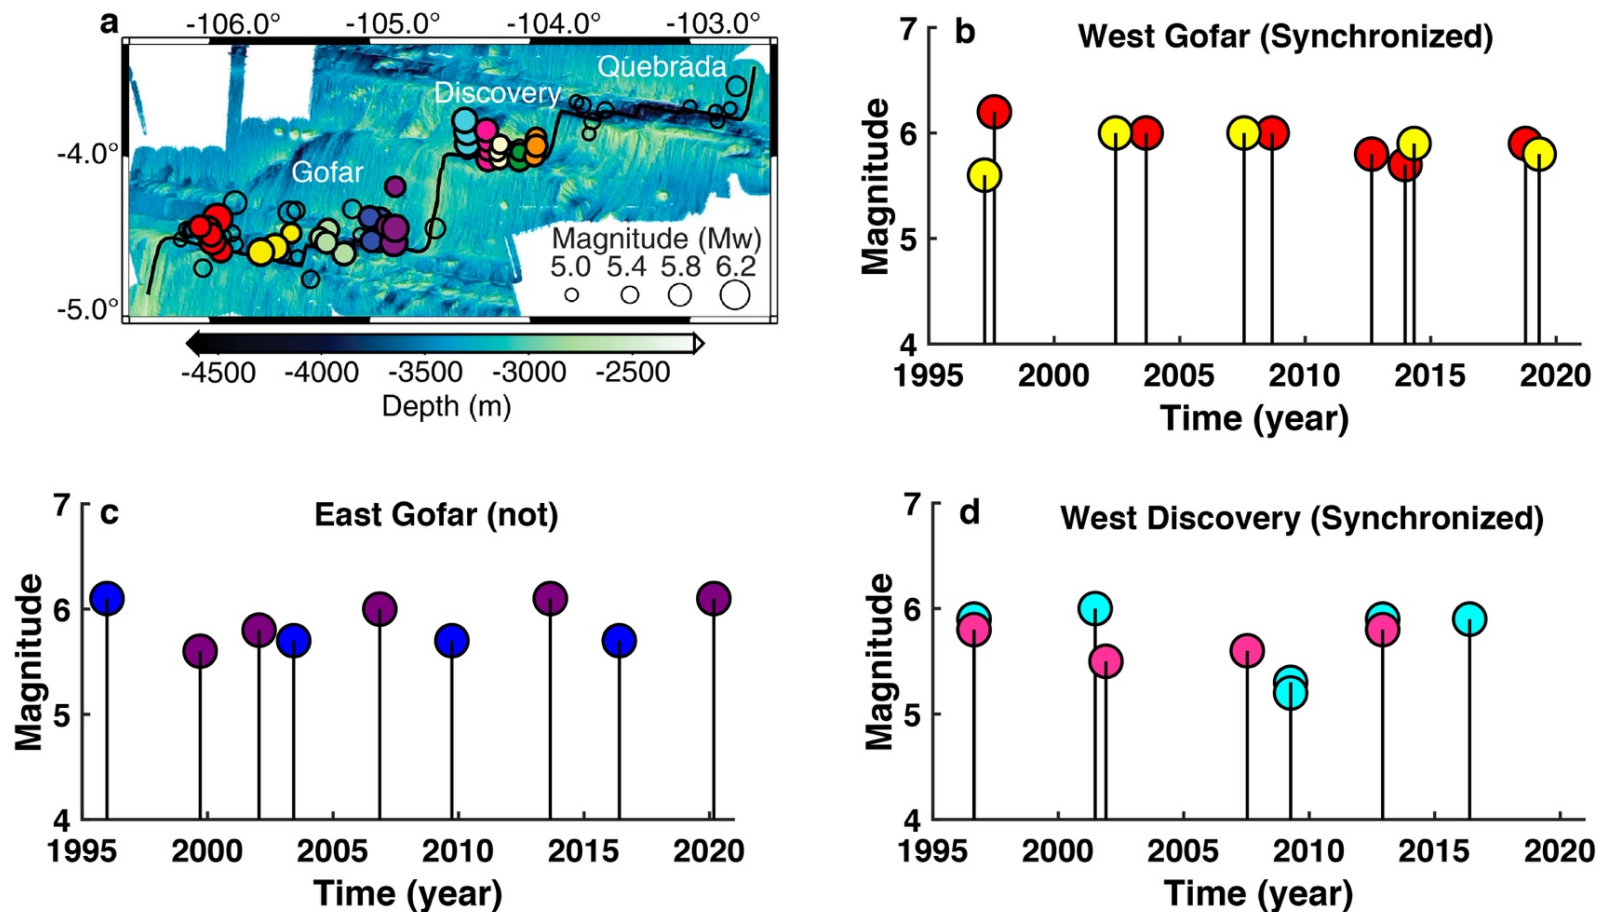 a
-106.0° -105.0° -104.0° -103.0°
Quebrăda
Discovery
-4.0°
Gofar
Magnitude (Mw)
5.0 5.4 5.8 6.2
-5.0°
-4500 -4000 -3500 -3000 -2500
Depth (m)
b
West Gofar (Synchronized)
Magnitude
7
6
5
4
1995 2000 2005 2010 2015 2020
Time (year)
c
East Gofar (not)
Magnitude
7
6
5
4
1995 2000 2005 2010 2015 2020
Time (year)
d
West Discovery (Synchronized)
Magnitude
7
6
5
4
1995 2000 2005 2010 2015 2020
Time (year)